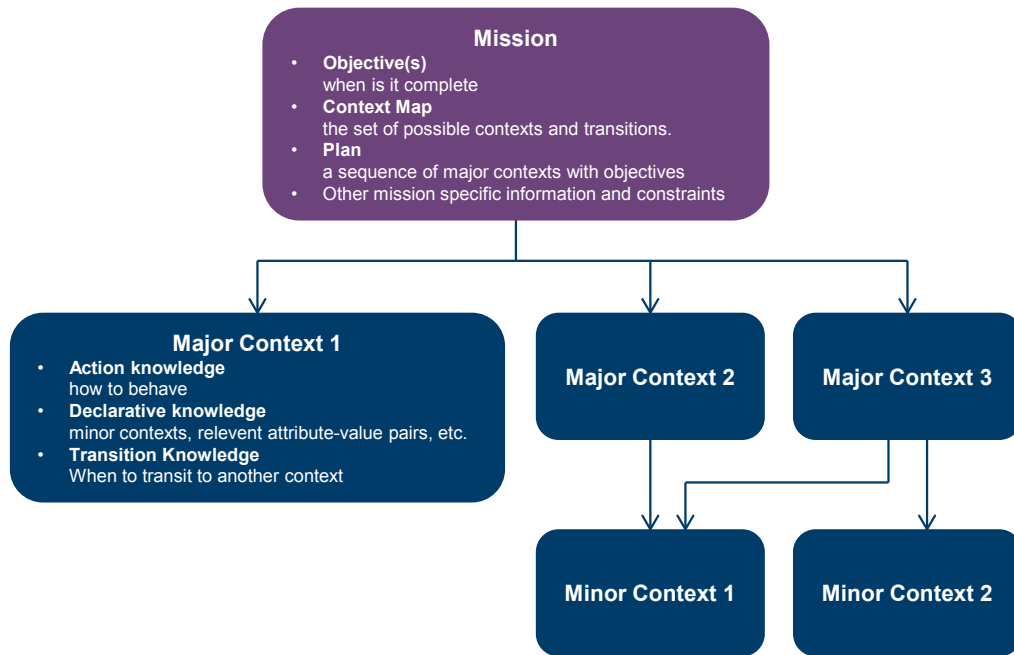 Mission
• Objective(s)
when is it complete
• Context Map
the set of possible contexts and transitions.
• Plan
a sequence of major contexts with objectives
• Other mission specific information and constraints
Major Context 1
• Action knowledge
how to behave
• Declarative knowledge
minor contexts, relevent attribute-value pairs, etc.
• Transition Knowledge
When to transit to another context
Major Context 2
Major Context 3
Minor Context 1
Minor Context 2